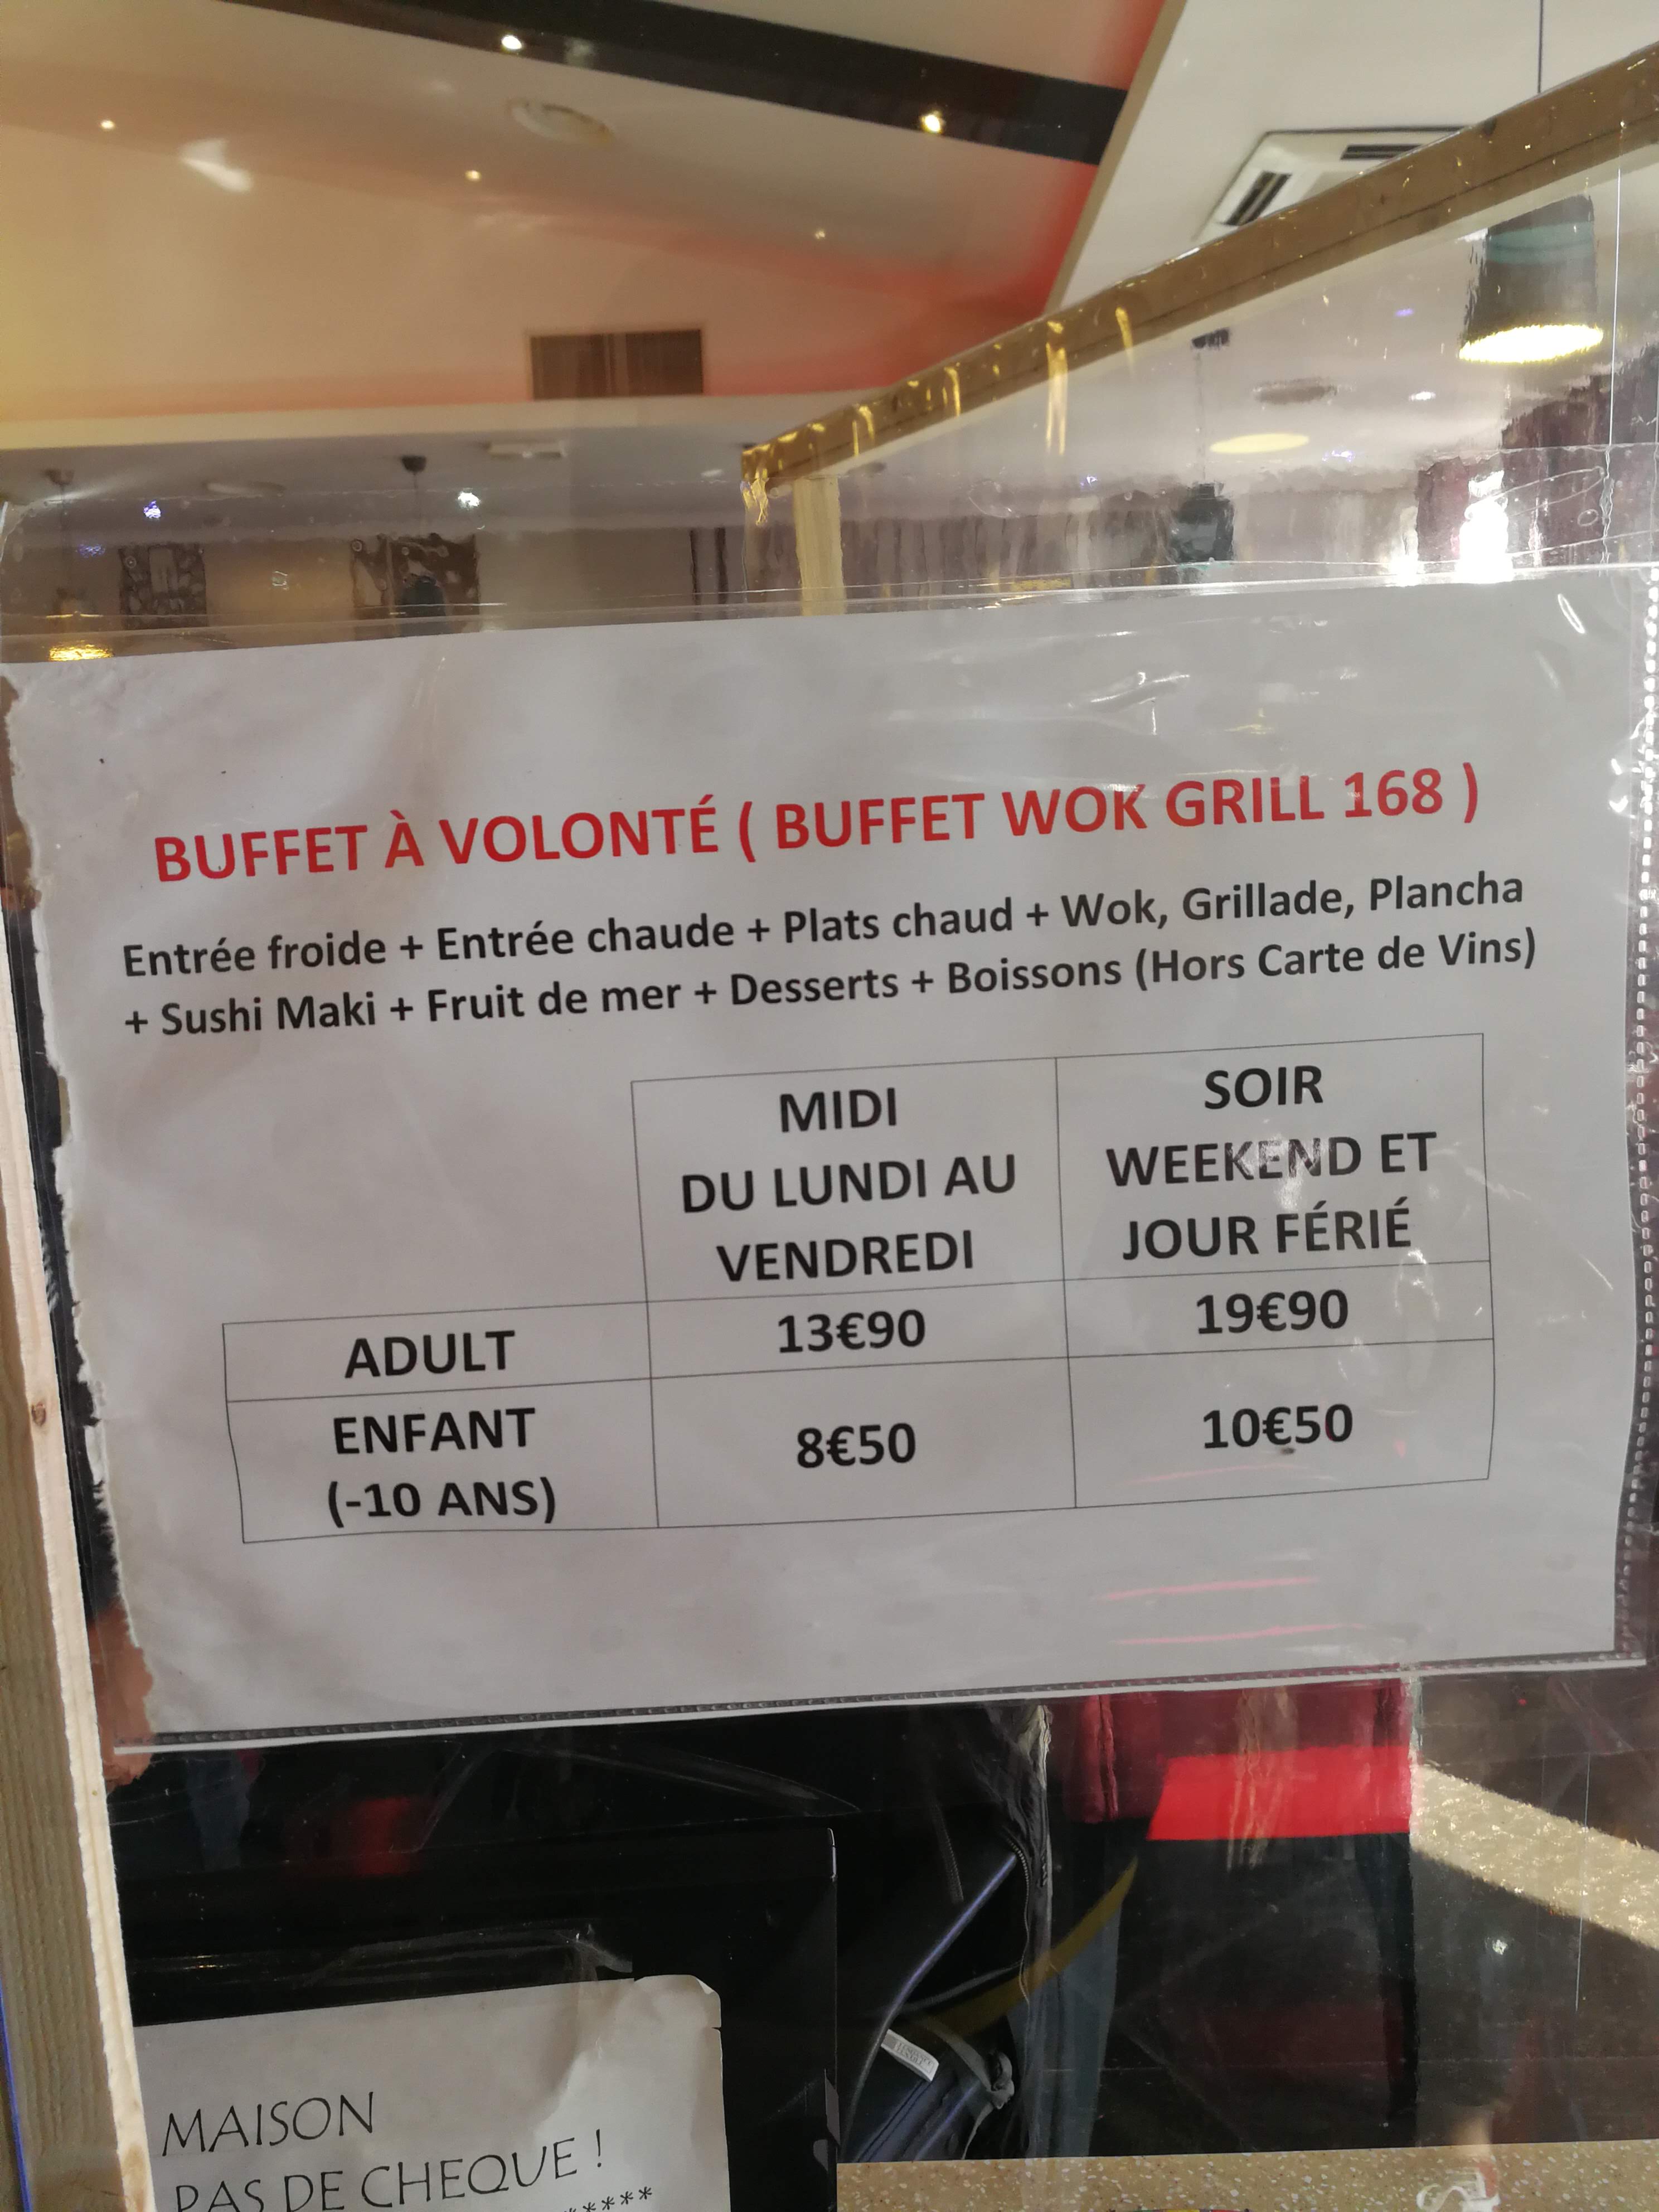 BUFFET À VOLONTÉ ( BUFFET WOK GRILL 168 )
Entrée froide + Entrée chaude + Plats chaud + Wok, Grillade, Plancha
+ Sushi Maki + Fruit de mer + Desserts + Boissons (Hors Carte de Vins)
MIDI
DU LUNDI AU
VENDREDI
SOIR
WEEKEND ET
JOUR FÉRIÉ
ADULT
13€90
19€90
ENFANT
(-10 ANS)
8€50
10€50
MAISON
PAS DE CHEQUE !
*****